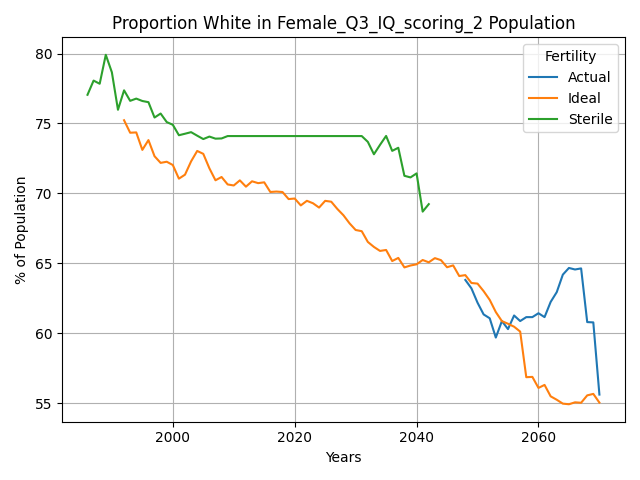 Proportion White in Female_Q3_IQ_scoring_2 Population
% of Population
80
75
70
65
60
55
2000
2020
2040
2060
Years
Fertility
Actual
Ideal
Sterile